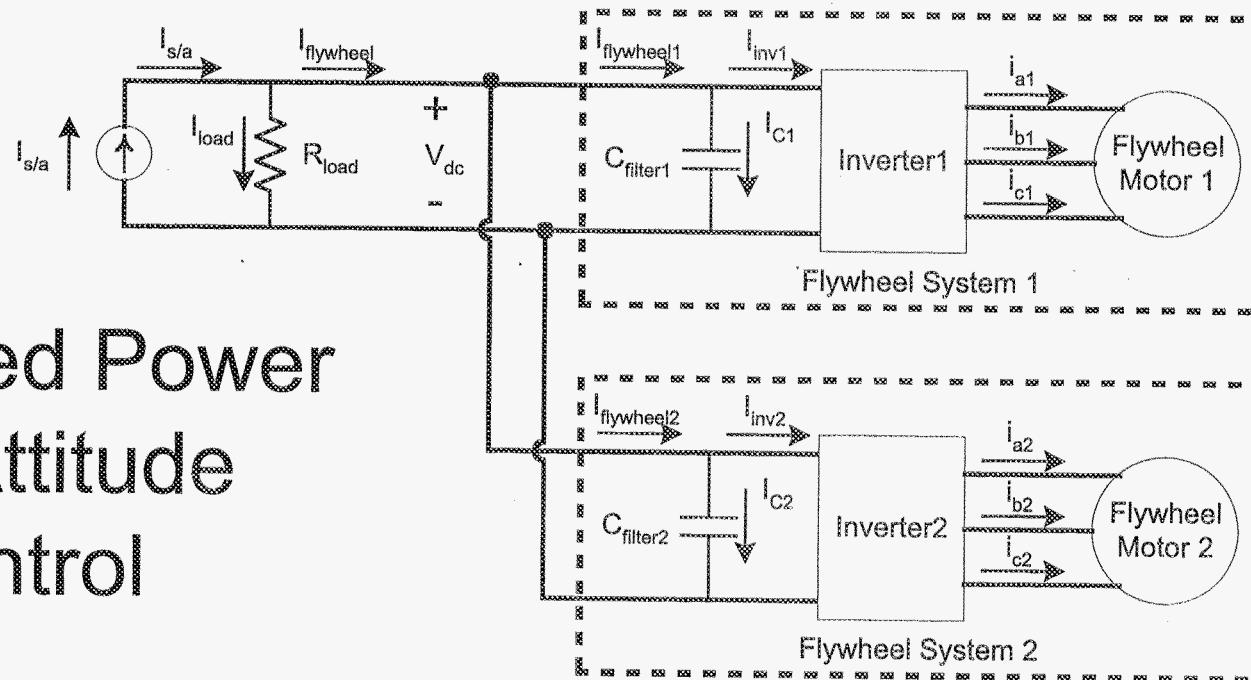 I_s/a
I_flywheel
I_s/a
I_load
R_load
+
V_dc
-
I_flywheel1
I_inv1
C_filter1
I_C1
Inverter1
i_a1
i_b1
i_c1
Flywheel
Motor 1
Flywheel System 1
ed Power
ttitude
ntrol
I_flywheel2
I_inv2
C_filter2
I_C2
Inverter2
i_a2
i_b2
i_c2
Flywheel
Motor 2
Flywheel System 2